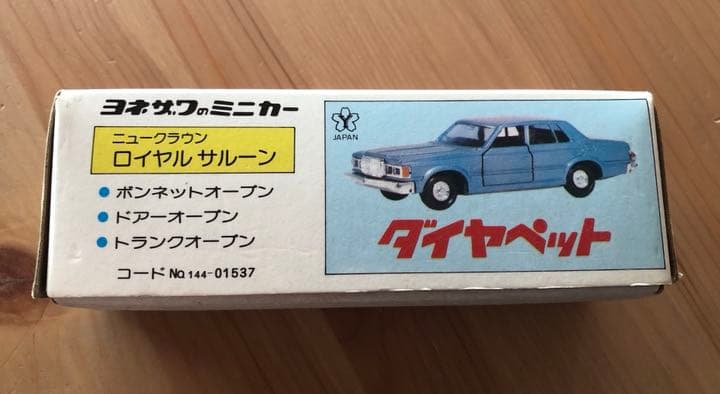 ヨネザワのミニカー
ニュークラウン
ロイヤル サルーン
● ボンネットオープン
● ドアーオープン
● トランクオープン
コード No. 144-01537
JAPAN
ダイヤペット